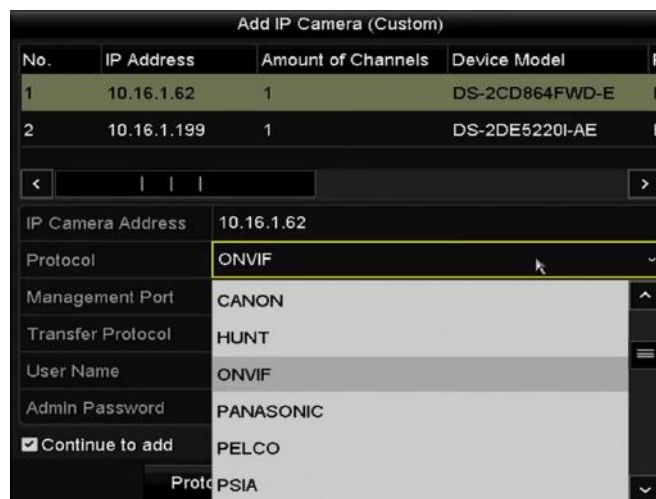 Add IP Camera (Custom)
No. IP Address Amount of Channels Device Model
1 10.16.1.62 1 DS-2CD864FWD-E
2 10.16.1.199 1 DS-2DE5220I-AE
IP Camera Address 10.16.1.62
Protocol ONVIF
Management Port CANON
Transfer Protocol HUNT
User Name ONVIF
Admin Password PANASONIC
Continue to add PELCO
PSIA